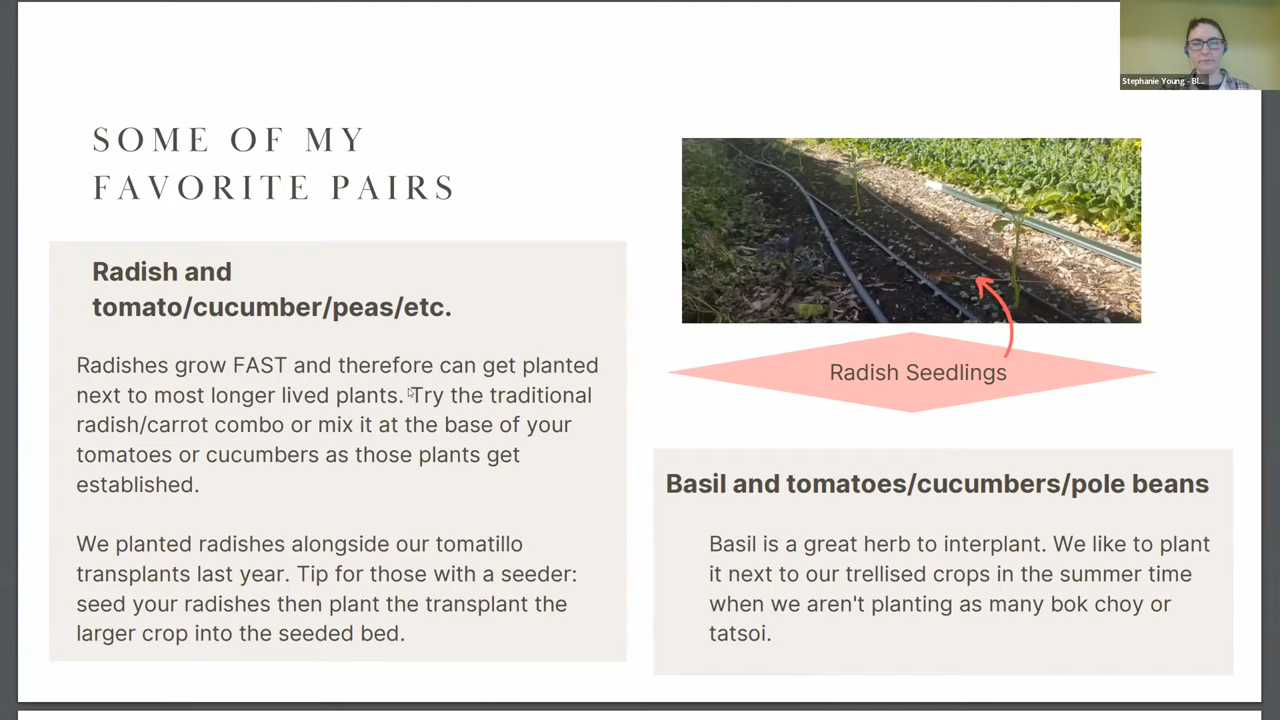 Stephanie Young - Bl...
SOME OF MY
FAVORITE PAIRS
Radish and
tomato/cucumber/peas/etc.
Radishes grow FAST and therefore can get planted
next to most longer lived plants. Try the traditional
radish/carrot combo or mix it at the base of your
tomatoes or cucumbers as those plants get
established.
We planted radishes alongside our tomatillo
transplants last year. Tip for those with a seeder:
seed your radishes then plant the transplant the
larger crop into the seeded bed.
Radish Seedlings
Basil and tomatoes/cucumbers/pole beans
Basil is a great herb to interplant. We like to plant
it next to our trellised crops in the summer time
when we aren't planting as many bok choy or
tatsoi.